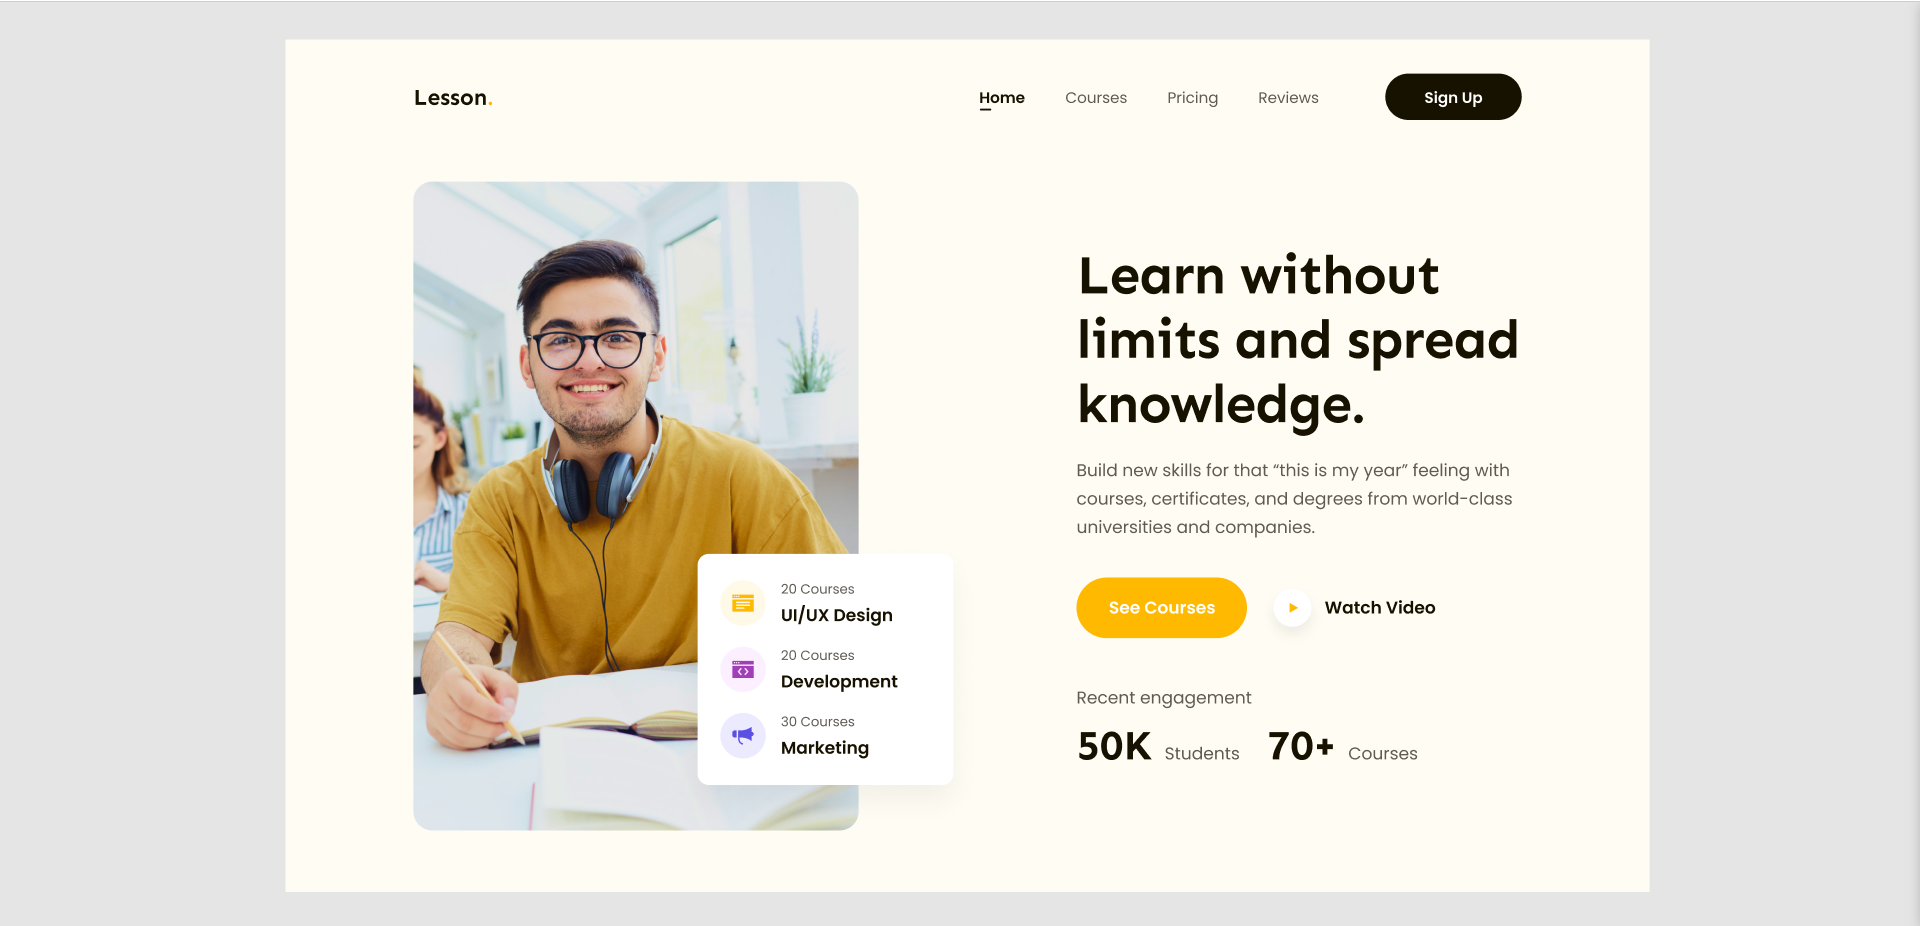 Lesson.
Home
Courses
Pricing
Reviews
Sign Up
Learn without
limits and spread
knowledge.
Build new skills for that “this is my year” feeling with
courses, certificates, and degrees from world-class
universities and companies.
See Courses
Watch Video
Recent engagement
50K Students
70+ Courses
20 Courses
UI/UX Design
20 Courses
Development
30 Courses
Marketing